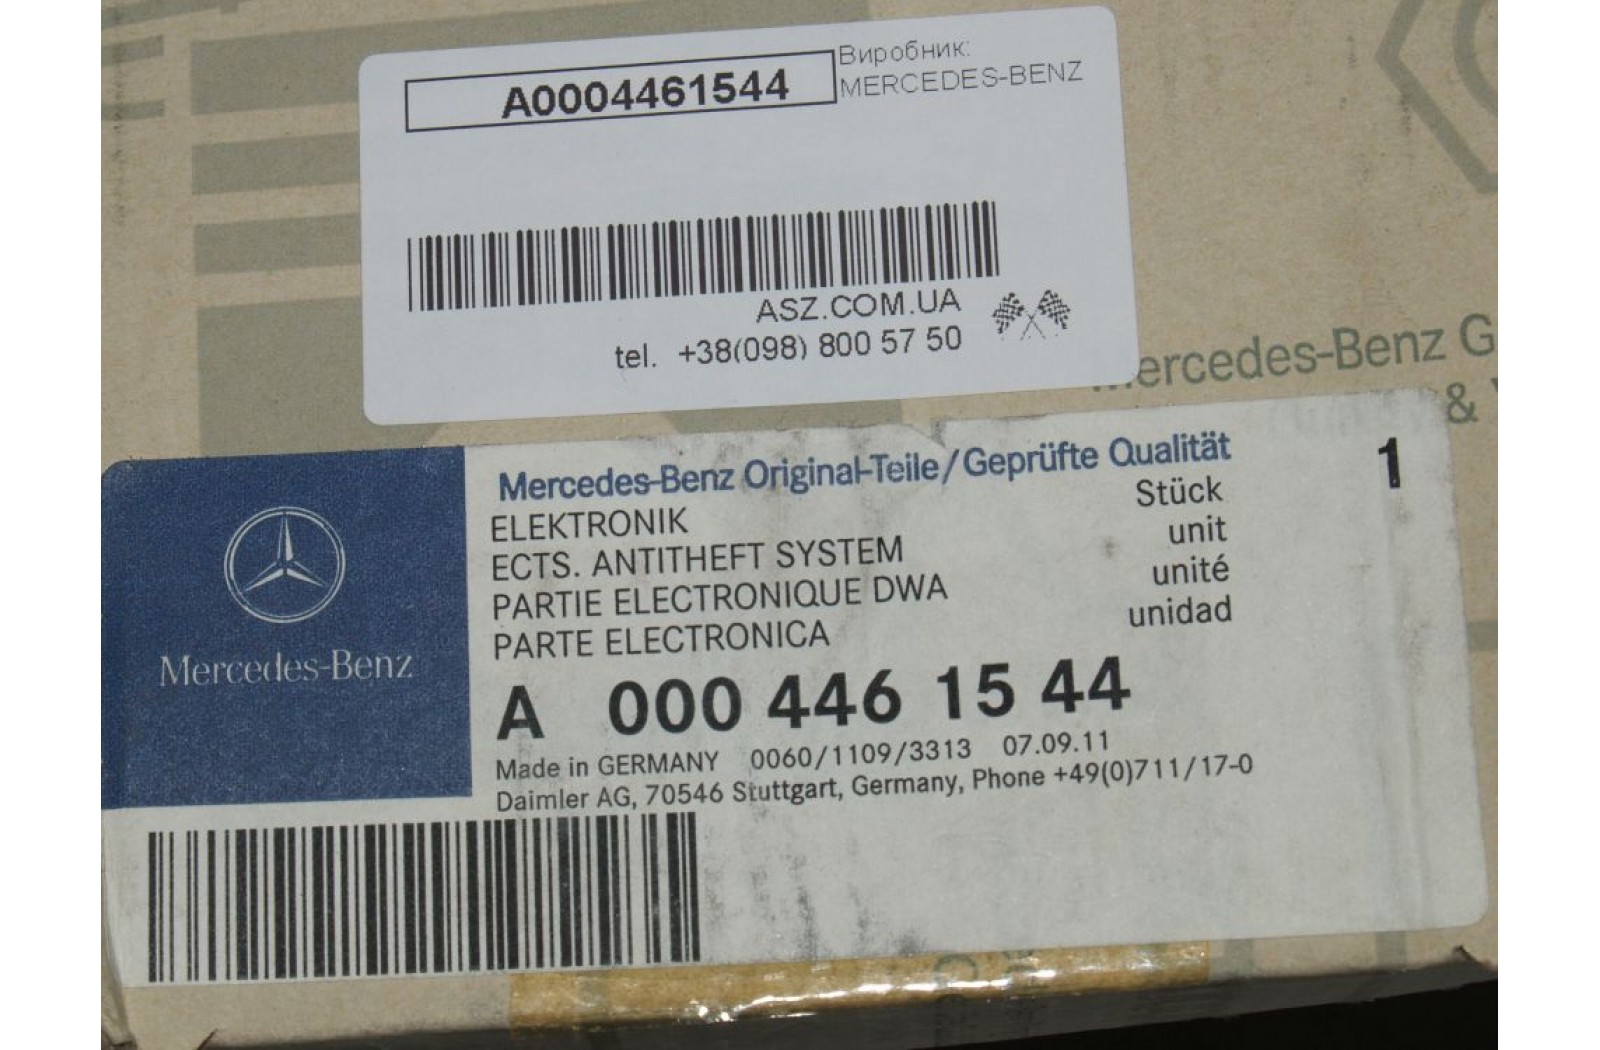 A0004461544
Виробник:
MERCEDES-BENZ
ASZ.COM.UA
tel. +38(098) 800 57 50
Mercedes-Benz G
&
Mercedes-Benz
Mercedes-Benz Original-Teile/Geprüfte Qualität
ELEKTRONIK Stück 1
ECTS. ANTITHEFT SYSTEM unit
PARTIE ELECTRONIQUE DWA unité
PARTE ELECTRONICA unidad
A 000 446 15 44
Made in GERMANY 0060/1109/3313 07.09.11
Daimler AG, 70546 Stuttgart, Germany, Phone +49(0)711/17-0